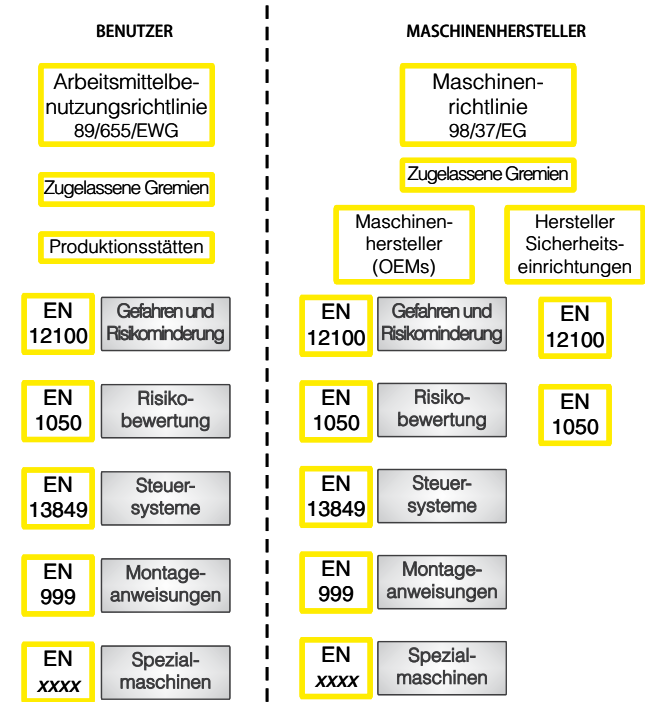 BENUTZER
Arbeitsmittelbe-
nutzungsrichtlinie
89/655/EWG
Zugelassene Gremien
Produktionsstätten
EN
12100
Gefahren und
Risikominderung
EN
1050
Risiko-
bewertung
EN
13849
Steuer-
systeme
EN
999
Montage-
anweisungen
EN
xxxx
Spezial-
maschinen
MASCHINENHERSTELLER
Maschinen-
richtlinie
98/37/EG
Zugelassene Gremien
Maschinen-
hersteller
(OEMs)
Hersteller
Sicherheits-
einrichtungen
EN
12100
Gefahren und
Risikominderung
EN
12100
EN
1050
Risiko-
bewertung
EN
1050
EN
13849
Steuer-
systeme
EN
999
Montage-
anweisungen
EN
xxxx
Spezial-
maschinen